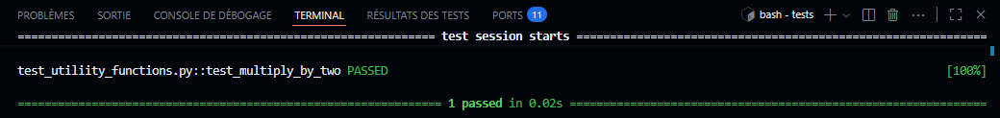 PROBLÈMES SORTIE CONSOLE DE DÉBOGAGE TERMINAL RÉSULTATS DES TESTS PORTS 11 bash - tests
============================================================== test session starts ==============================================================
test_utiliity_functions.py::test_multiply_by_two PASSED [100%]
=============================================================== 1 passed in 0.02s ===============================================================